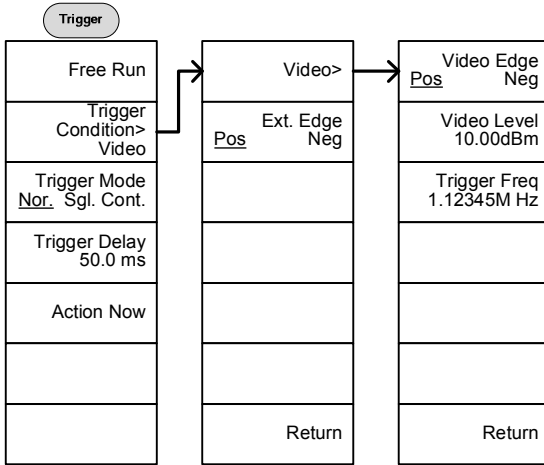 Trigger
Free Run
Trigger
Condition>
Video
Trigger Mode
Nor. Sgl. Cont.
Trigger Delay
50.0 ms
Action Now
Video>
Ext. Edge
Pos Neg
Return
Video Edge
Pos Neg
Video Level
10.00dBm
Trigger Freq
1.12345M Hz
Return